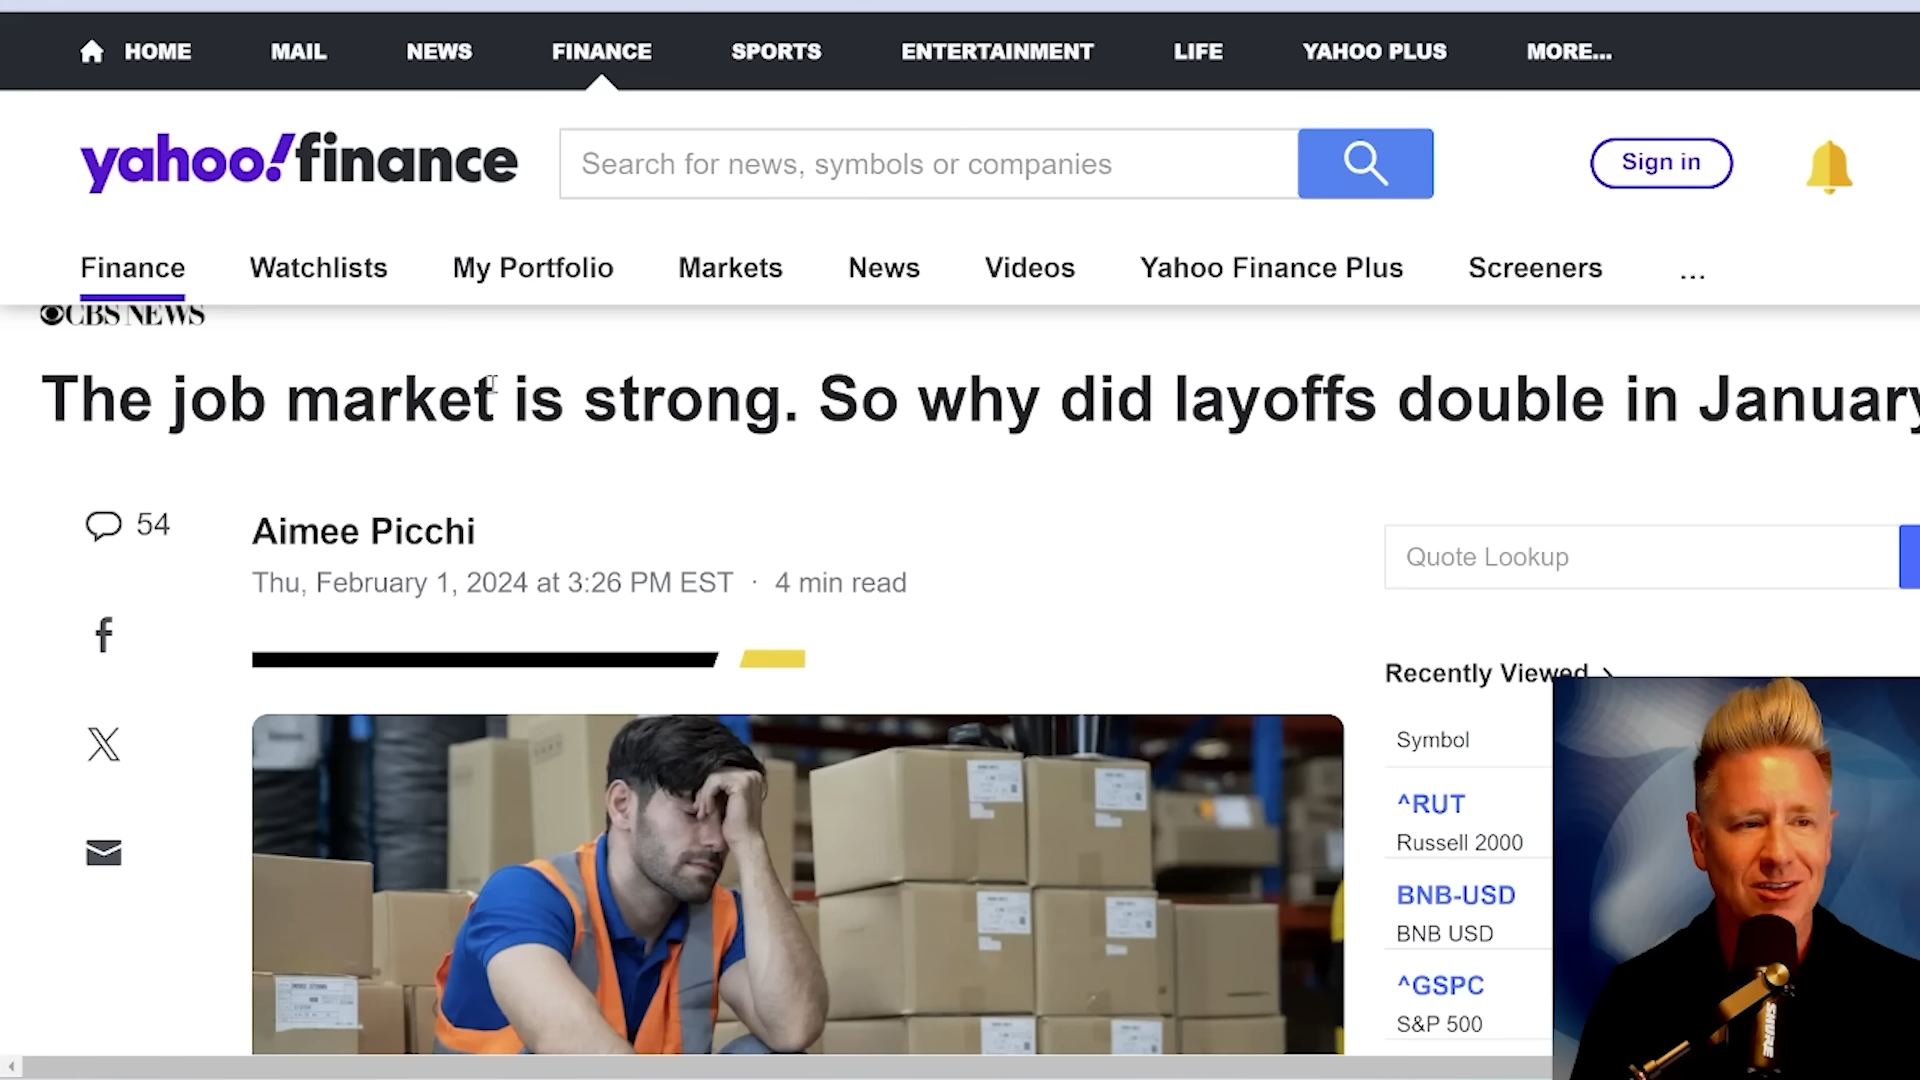 HOME MAIL NEWS FINANCE SPORTS ENTERTAINMENT LIFE YAHOO PLUS MORE...
yahoo!finance
Search for news, symbols or companies
Sign in
Finance Watchlists My Portfolio Markets News Videos Yahoo Finance Plus Screeners ...
CBS NEWS
The job market is strong. So why did layoffs double in January
54
Aimee Picchi
Thu, February 1, 2024 at 3:26 PM EST · 4 min read
Quote Lookup
Recently Viewed
Symbol
^RUT
Russell 2000
BNB-USD
BNB USD
^GSPC
S&P 500
SHURE